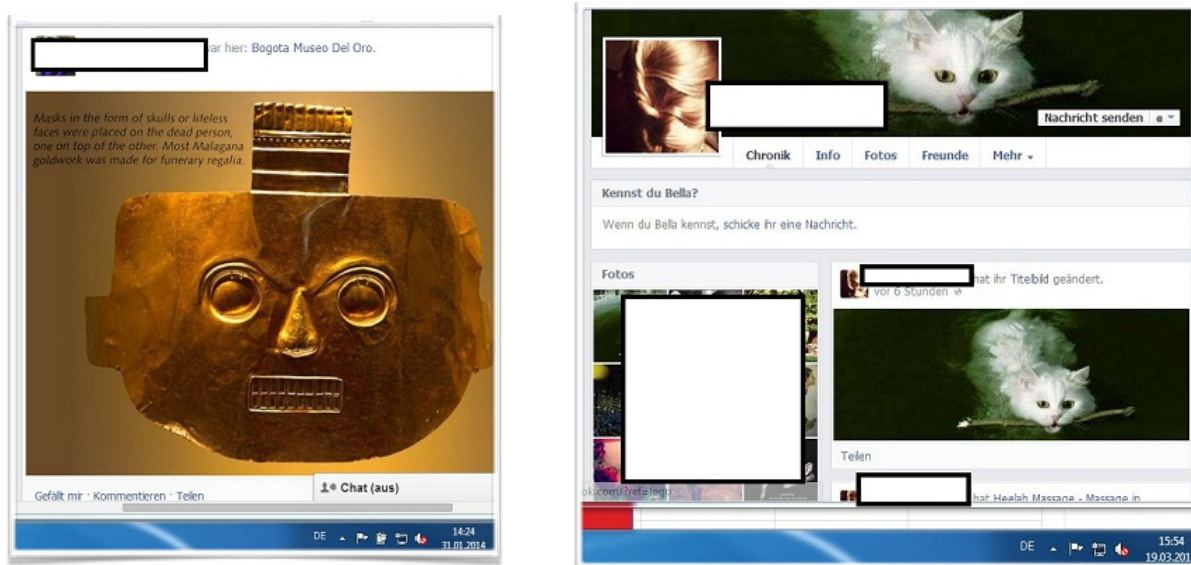 hier: Bogota Museo Del Oro.
Masks in the form of skulls or lifeless
faces were placed on the dead person,
one on top of the other. Most Malagana
goldwork was made for funerary regalia.
Gefällt mir · Kommentieren · Teilen
Chat (aus)
DE
14:24
31.01.2014
Nachricht senden
Chronik Info Fotos Freunde Mehr
Kennst du Bella?
Wenn du Bella kennst, schicke ihr eine Nachricht.
Fotos
hat ihr Titelbild geändert.
vor 6 Stunden
Teilen
hat Heelah Massage - Massage in
ok.com/?ref=logo
DE
15:54
19.03.201